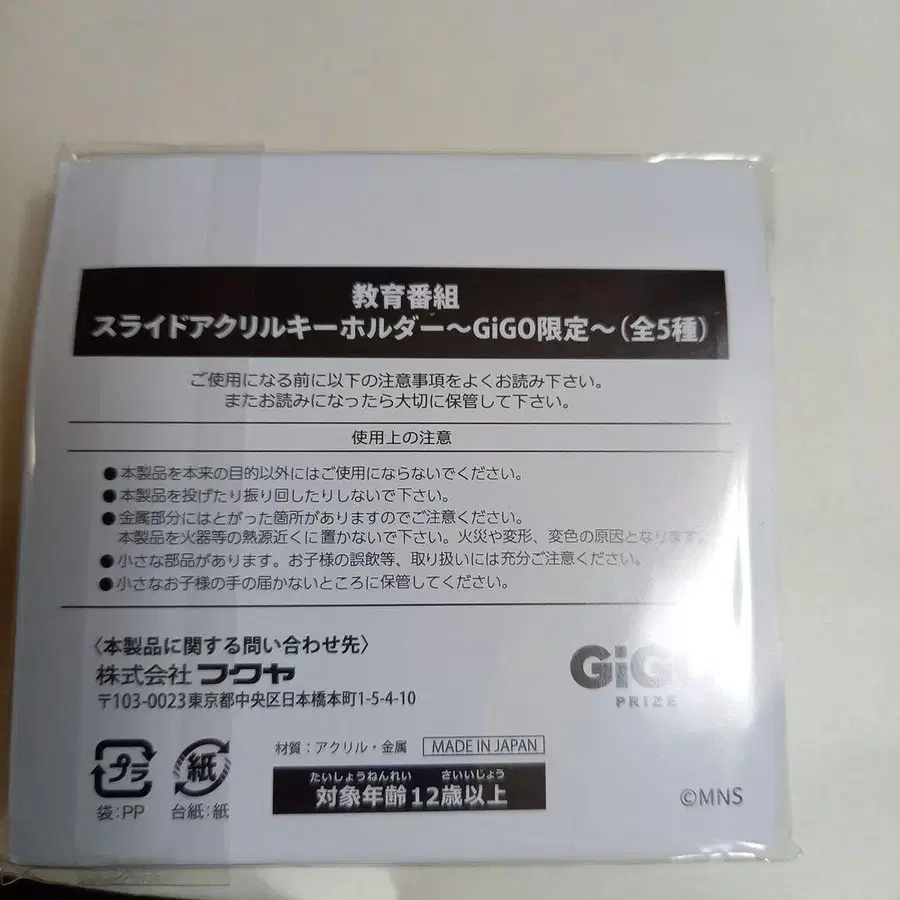 教育番組
スライドアクリルキーホルダー～GiGO限定～（全5種）
ご使用になる前に以下の注意事項をよくお読み下さい。
またお読みになったら大切に保管して下さい。
使用上の注意
●本製品を本来の目的以外にはご使用にならないでください。
●本製品を投げたり振り回したりしないで下さい。
●金属部分にはとがった箇所がありますのでご注意ください。
本製品を火器等の熱源近くに置かないで下さい。火災や変形、変色の原因となります。
●小さな部品があります。お子様の誤飲等、取り扱いには充分ご注意ください。
●小さなお子様の手の届かないところに保管してください。
〈本製品に関する問い合わせ先〉
株式会社 フクヤ
〒103-0023 東京都中央区日本橋本町1-5-4-10
GiGO
PRIZE
プラ
紙
袋:PP
台紙:紙
材質：アクリル・金属
MADE IN JAPAN
たいしょうねんれい さいいじょう
対象年齢12歳以上
©MNS